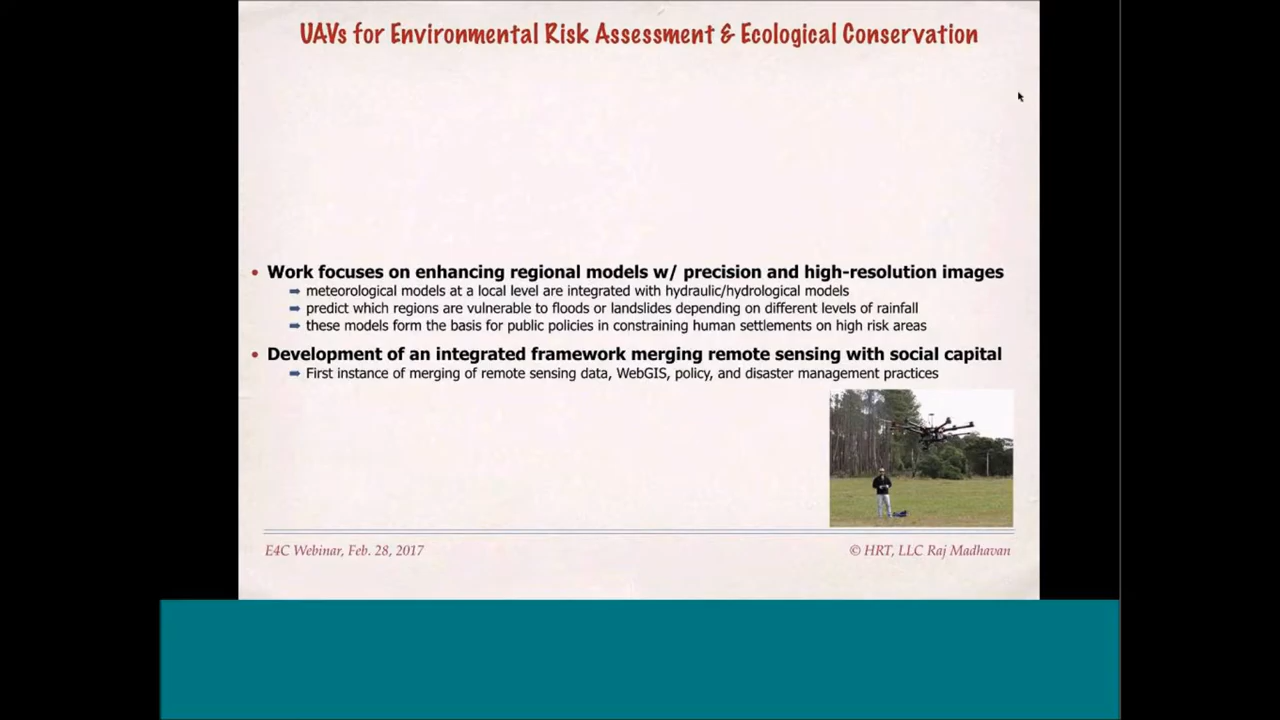 UAVs for Environmental Risk Assessment & Ecological Conservation
• Work focuses on enhancing regional models w/ precision and high-resolution images
➡ meteorological models at a local level are integrated with hydraulic/hydrological models
➡ predict which regions are vulnerable to floods or landslides depending on different levels of rainfall
➡ these models form the basis for public policies in constraining human settlements on high risk areas
• Development of an integrated framework merging remote sensing with social capital
➡ First instance of merging of remote sensing data, WebGIS, policy, and disaster management practices
E4C Webinar, Feb. 28, 2017
© HRT, LLC Raj Madhavan